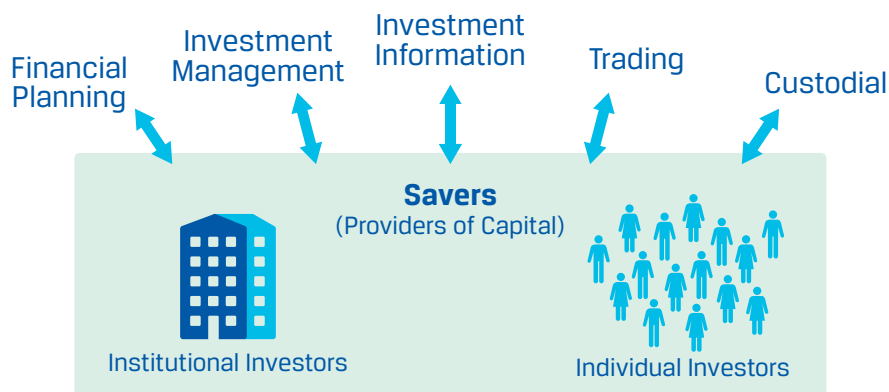 Financial
Planning
Investment
Management
Investment
Information
Trading
Custodial
Savers
(Providers of Capital)
Institutional Investors
Individual Investors